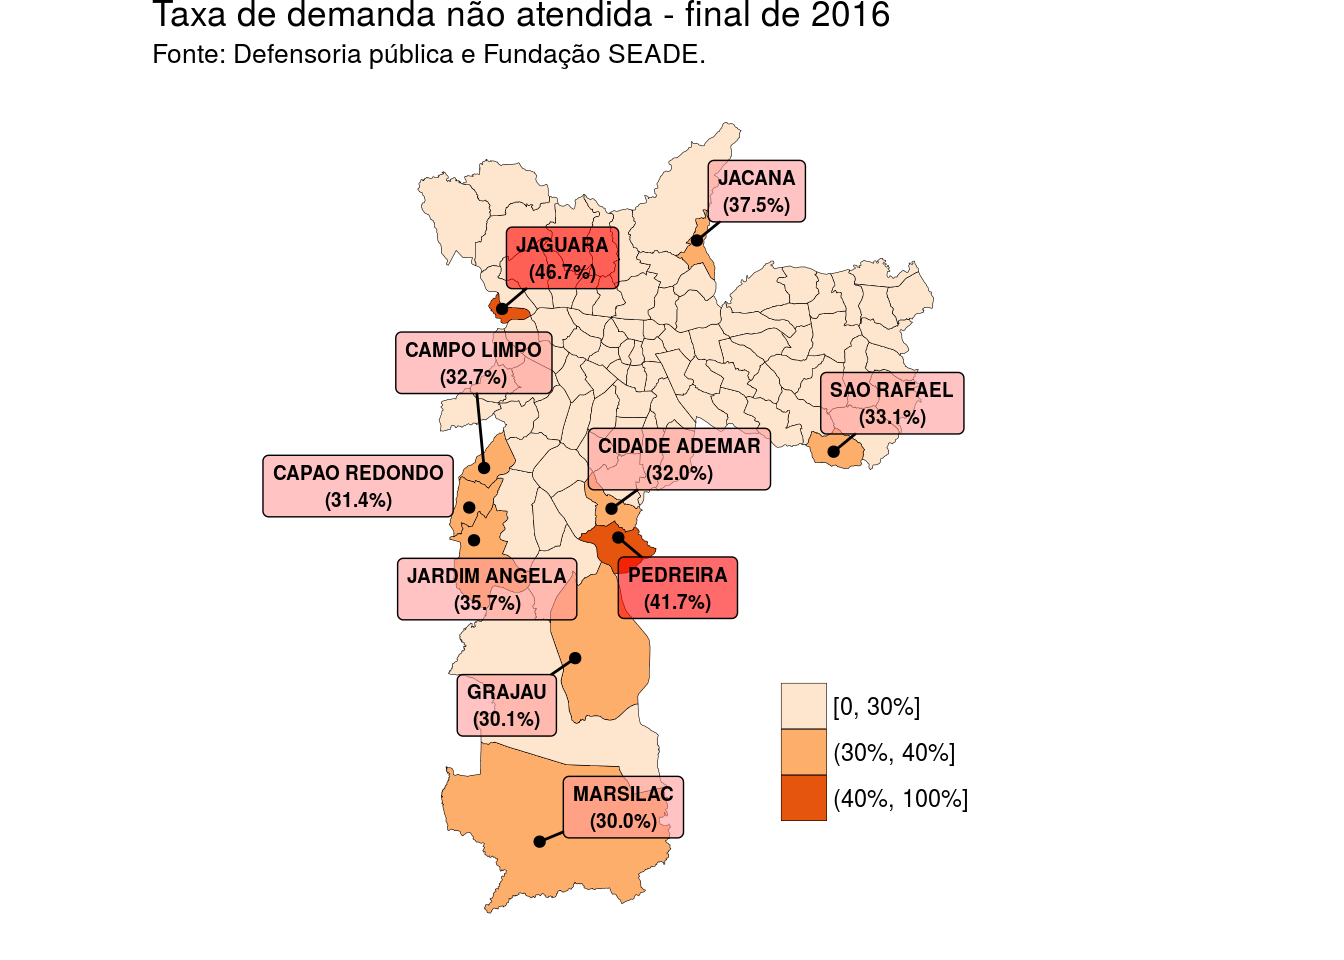 Taxa de demanda não atendida - final de 2016
Fonte: Defensoria pública e Fundação SEADE.
JACANA
(37.5%)
JAGUARA
(46.7%)
CAMPO LIMPO
(32.7%)
SAO RAFAEL
(33.1%)
CIDADE ADEMAR
(32.0%)
CAPAO REDONDO
(31.4%)
JARDIM ANGELA
(35.7%)
PEDREIRA
(41.7%)
GRAJAU
(30.1%)
MARSILAC
(30.0%)
[0, 30%]
(30%, 40%]
(40%, 100%]